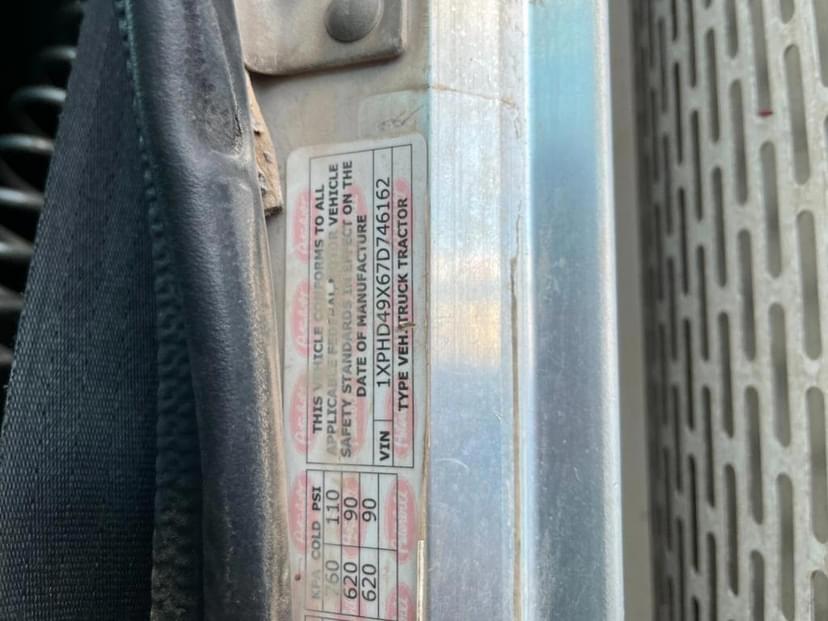 KPA COLD PSI
760 110
620 90
620 90
THIS VEHICLE CONFORMS TO ALL
APPLICABLE FEDERAL MOTOR VEHICLE
SAFETY STANDARDS IN EFFECT ON THE
DATE OF MANUFACTURE
VIN 1XPHD49X67D746162
TYPE VEH. TRUCK TRACTOR